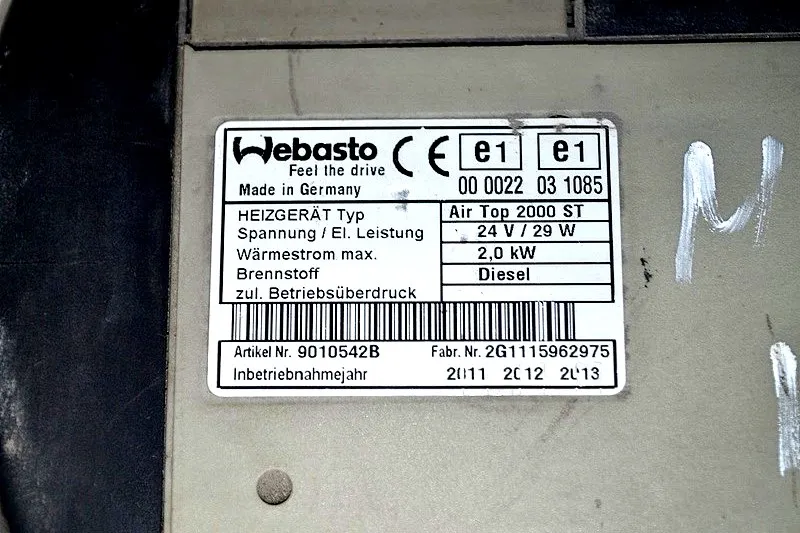 Webasto CE e1 e1
Feel the drive
Made in Germany 00 0022 03 1085
HEIZGERÄT Typ Air Top 2000 ST
Spannung / El. Leistung 24 V / 29 W
Wärmestrom max. 2,0 kW
Brennstoff Diesel
zul. Betriebsüberdruck
Artikel Nr. 9010542B Fabr. Nr. 2G1115962975
Inbetriebnahmejahr 2011 2012 2013
M